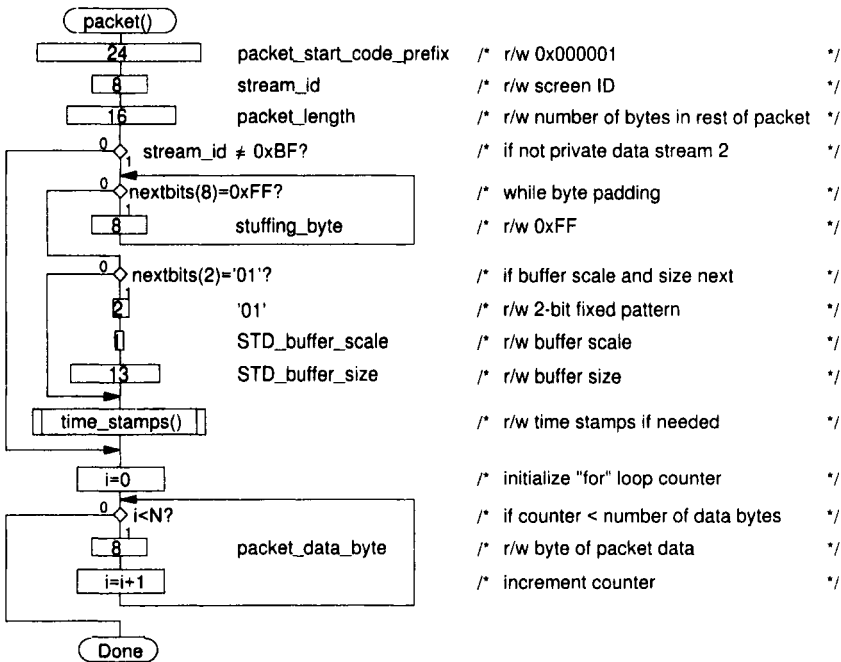 packet()
24 packet_start_code_prefix /* r/w 0x000001 */
8 stream_id /* r/w screen ID */
16 packet_length /* r/w number of bytes in rest of packet */
0 stream_id ≠ 0xBF? /* if not private data stream 2 */
1
0 nextbits(8)=0xFF? /* while byte padding */
1
8 stuffing_byte /* r/w 0xFF */
0 nextbits(2)='01'? /* if buffer scale and size next */
1
2 '01' /* r/w 2-bit fixed pattern */
1 STD_buffer_scale /* r/w buffer scale */
13 STD_buffer_size /* r/w buffer size */
time_stamps() /* r/w time stamps if needed */
i=0 /* initialize "for" loop counter */
0 i<N? /* if counter < number of data bytes */
1
8 packet_data_byte /* r/w byte of packet data */
i=i+1 /* increment counter */
Done